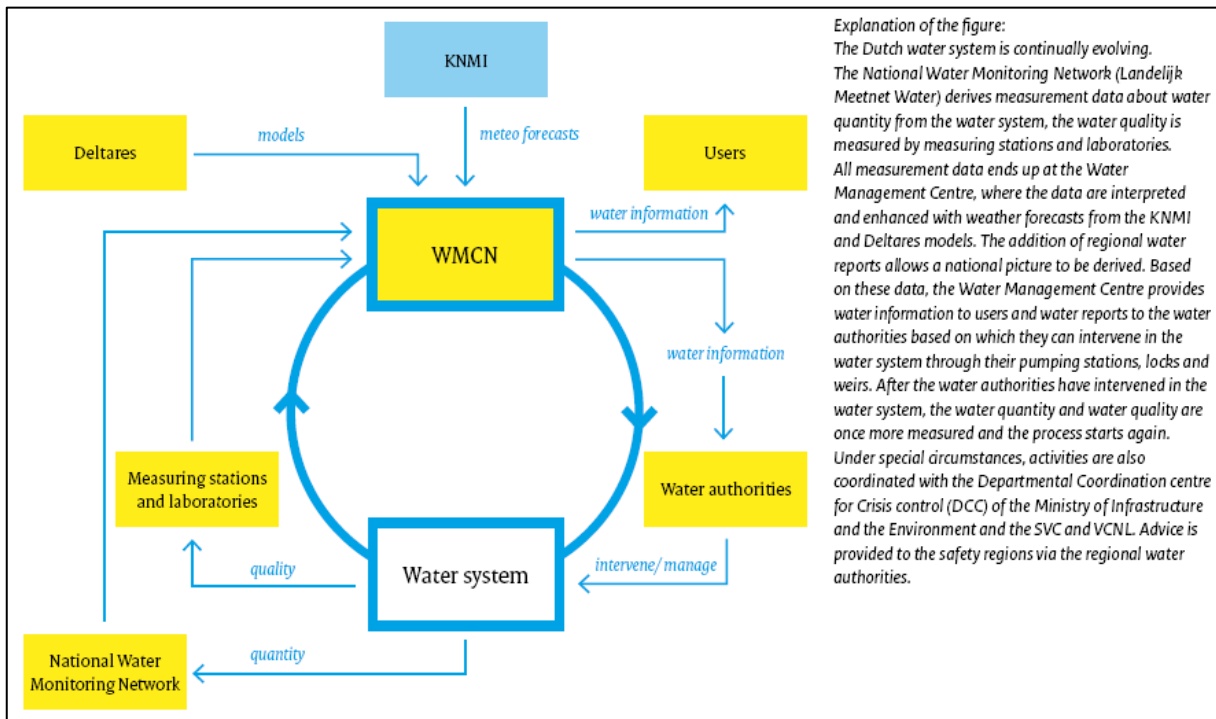 KNMI
models
meteo forecasts
Deltares
Users
water information
WMCN
water information
Measuring stations
and laboratories
Water authorities
quality
Water system
intervene/ manage
quantity
National Water
Monitoring Network
Explanation of the figure:
The Dutch water system is continually evolving.
The National Water Monitoring Network (Landelijk
Meetnet Water) derives measurement data about water
quantity from the water system, the water quality is
measured by measuring stations and laboratories.
All measurement data ends up at the Water
Management Centre, where the data are interpreted
and enhanced with weather forecasts from the KNMI
and Deltares models. The addition of regional water
reports allows a national picture to be derived. Based
on these data, the Water Management Centre provides
water information to users and water reports to the water
authorities based on which they can intervene in the
water system through their pumping stations, locks and
weirs. After the water authorities have intervened in the
water system, the water quantity and water quality are
once more measured and the process starts again.
Under special circumstances, activities are also
coordinated with the Departmental Coordination centre
for Crisis control (DCC) of the Ministry of Infrastructure
and the Environment and the SVC and VCNL. Advice is
provided to the safety regions via the regional water
authorities.